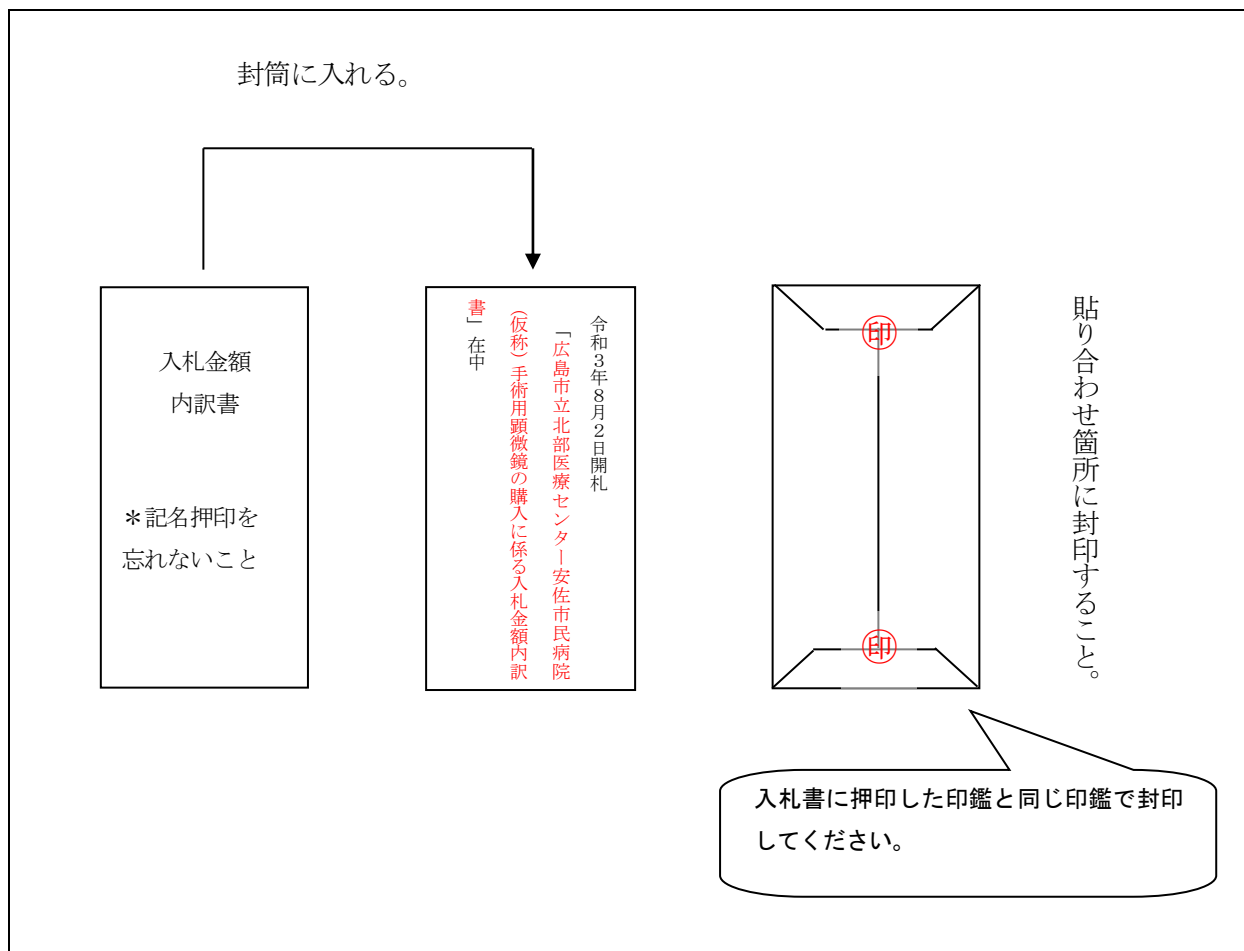 封筒に入れる。
入札金額
内訳書
＊記名押印を
忘れないこと
令和３年８月２日開札
「広島市立北部医療センター安佐市民病院
（仮称）手術用顕微鏡の購入に係る入札金額内訳
書」在中
印
印
貼り合わせ箇所に封印すること。
入札書に押印した印鑑と同じ印鑑で封印
してください。